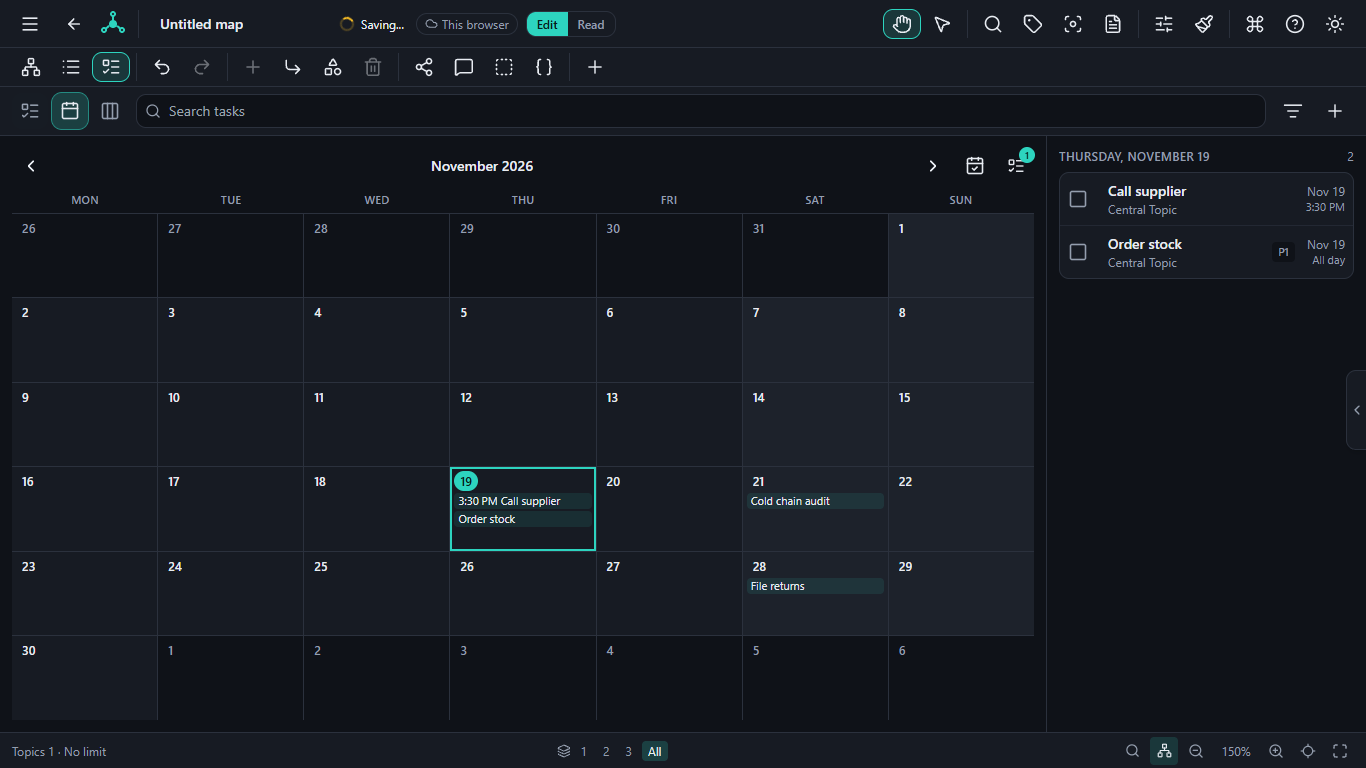 Untitled map
Saving...
This browser
Edit
Read
Search tasks
November 2026
1
MON TUE WED THU FRI SAT SUN
26 27 28 29 30 31 1
2 3 4 5 6 7 8
9 10 11 12 13 14 15
16 17 18 19 20 21 22
3:30 PM Call supplier
Cold chain audit
Order stock
23 24 25 26 27 28 29
File returns
30 1 2 3 4 5 6
THURSDAY, NOVEMBER 19 2
Call supplier Nov 19
Central Topic 3:30 PM
Order stock P1 Nov 19
Central Topic All day
Topics 1 · No limit
1 2 3 All
150%